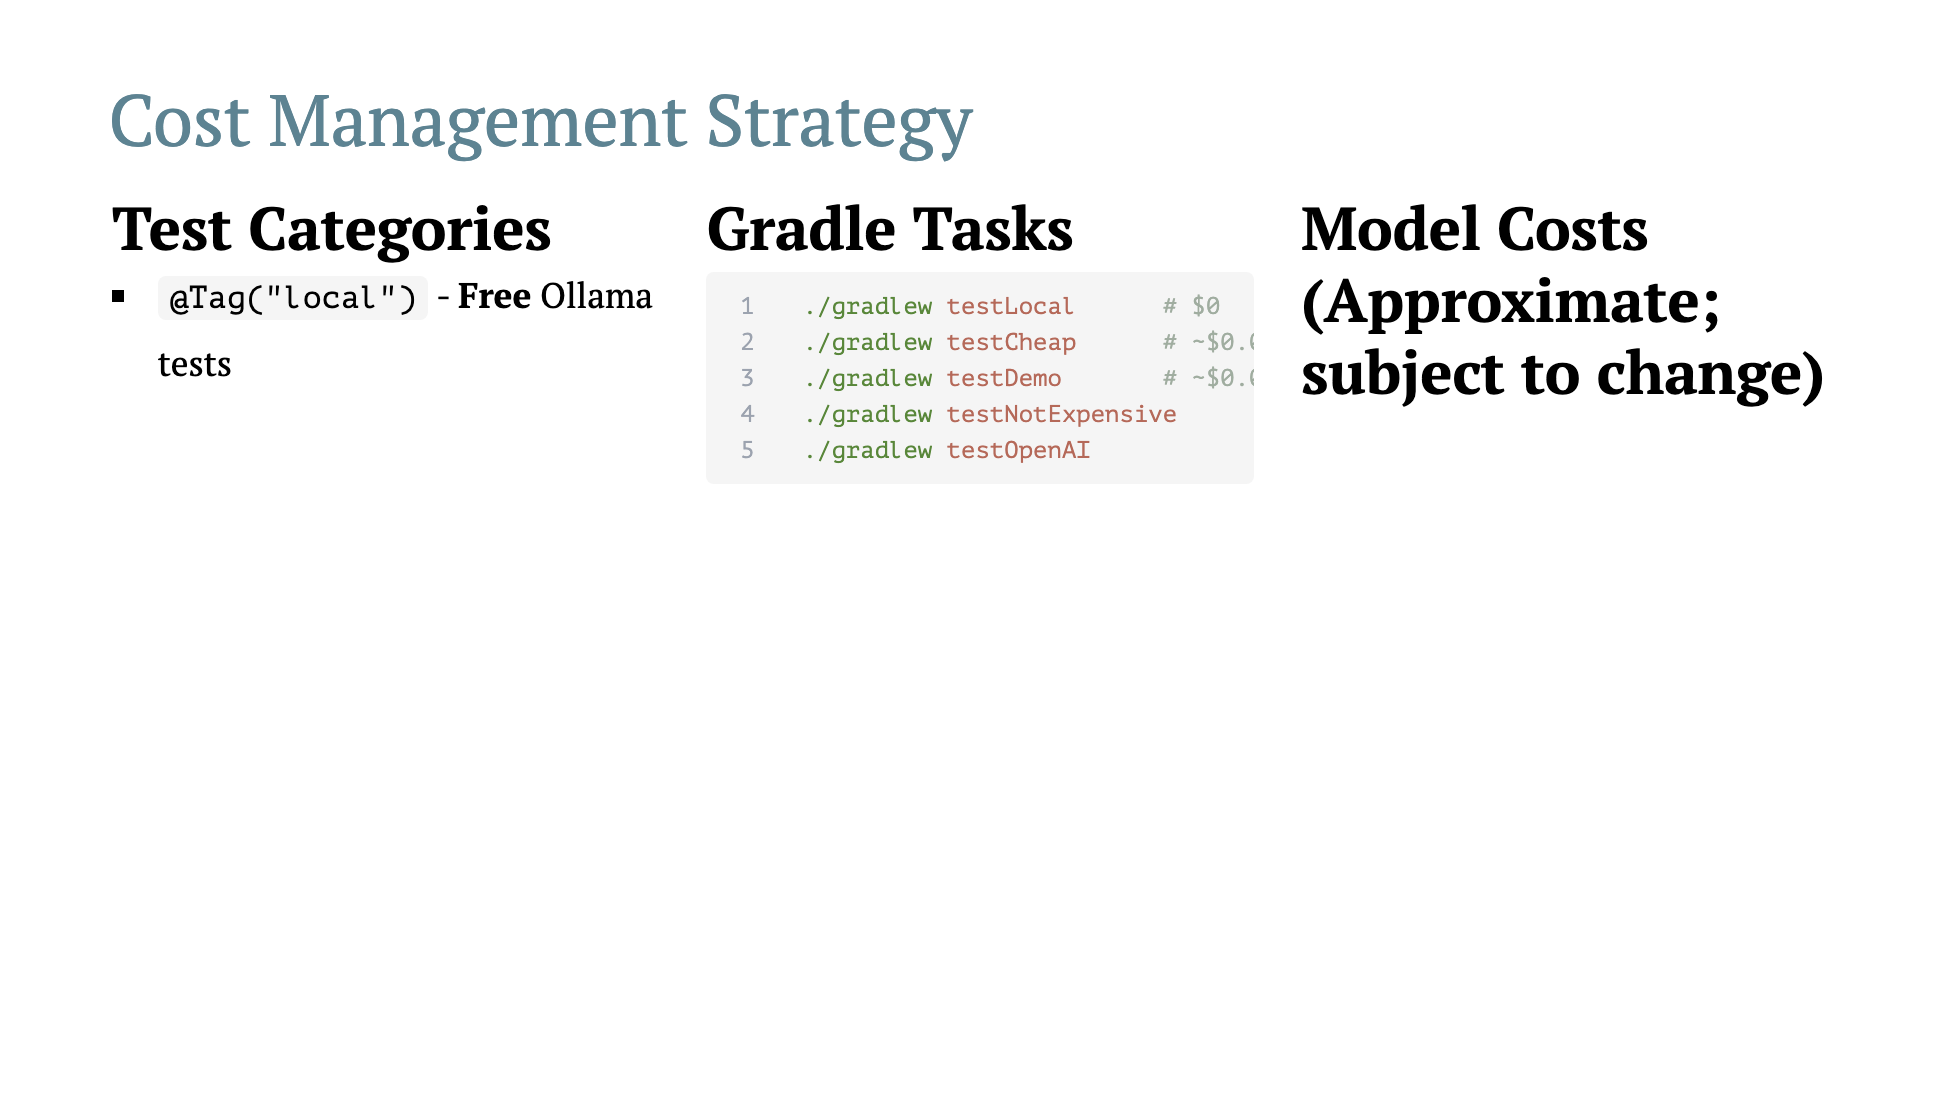 Cost Management Strategy
Test Categories
▪ @Tag("local") - Free Ollama
tests
Gradle Tasks
1 ./gradlew testLocal # $0
2 ./gradlew testCheap # ~$0.
3 ./gradlew testDemo # ~$0.
4 ./gradlew testNotExpensive
5 ./gradlew testOpenAI
Model Costs
(Approximate;
subject to change)